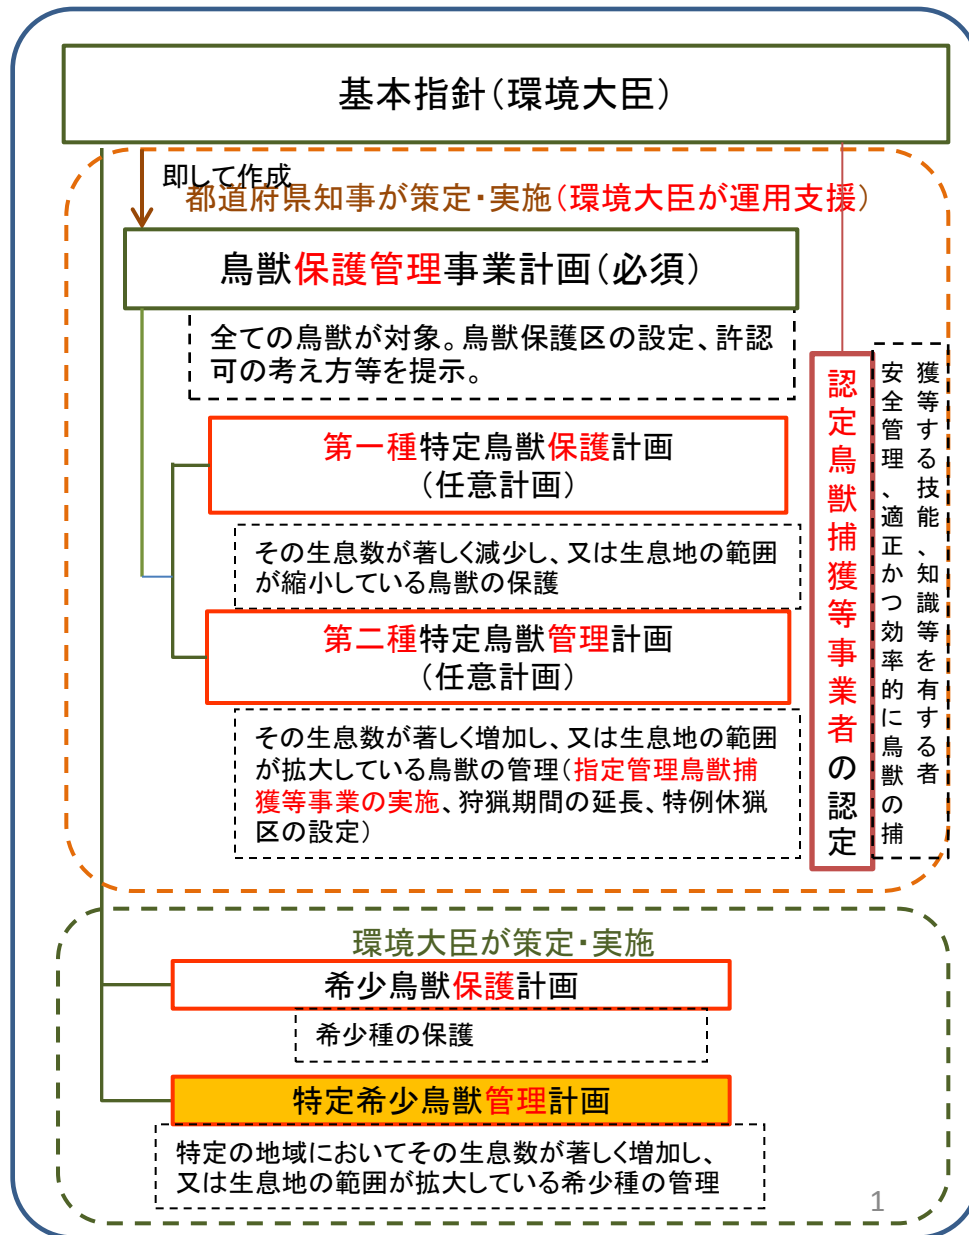 基本指針（環境大臣）
即して作成
都道府県知事が策定・実施（環境大臣が運用支援）
鳥獣保護管理事業計画（必須）
全ての鳥獣が対象。鳥獣保護区の設定、許認
可の考え方等を提示。
第一種特定鳥獣保護計画
（任意計画）
その生息数が著しく減少し、又は生息地の範囲
が縮小している鳥獣の保護
第二種特定鳥獣管理計画
（任意計画）
その生息数が著しく増加し、又は生息地の範囲
が拡大している鳥獣の管理（指定管理鳥獣捕
獲等事業の実施、狩猟期間の延長、特例休猟
区の設定）
認定鳥獣捕獲等事業者の認定
安全管理、適正かつ効率的に鳥獣の捕
獲等する技能、知識等を有する者
環境大臣が策定・実施
希少鳥獣保護計画
希少種の保護
特定希少鳥獣管理計画
特定の地域においてその生息数が著しく増加し、
又は生息地の範囲が拡大している希少種の管理
1